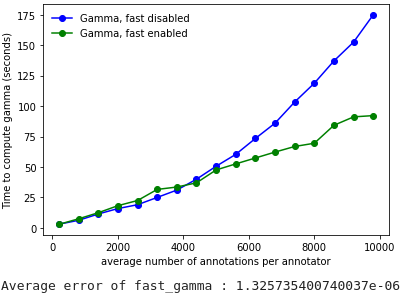 Gamma, fast disabled
Gamma, fast enabled
Time to compute gamma (seconds)
175
150
125
100
75
50
25
0
0 2000 4000 6000 8000 10000
average number of annotations per annotator
Average error of fast_gamma : 1.325735400740037e-06